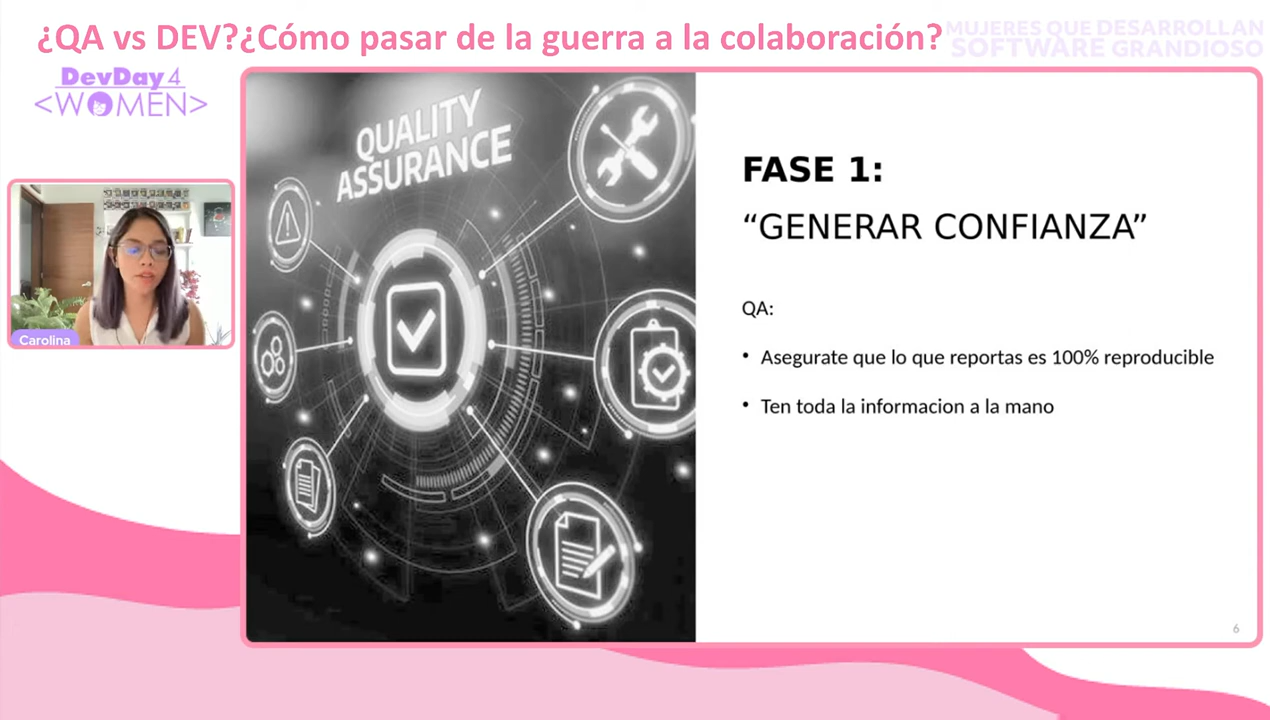 ¿QA vs DEV?¿Cómo pasar de la guerra a la colaboración?
MUJERES QUE DESARROLLAN
SOFTWARE GRANDIOSO
DevDay4
<WOMEN>
QUALITY
ASSURANCE
FASE 1:
“GENERAR CONFIANZA”
QA:
• Asegurate que lo que reportas es 100% reproducible
• Ten toda la informacion a la mano
Carolina
6